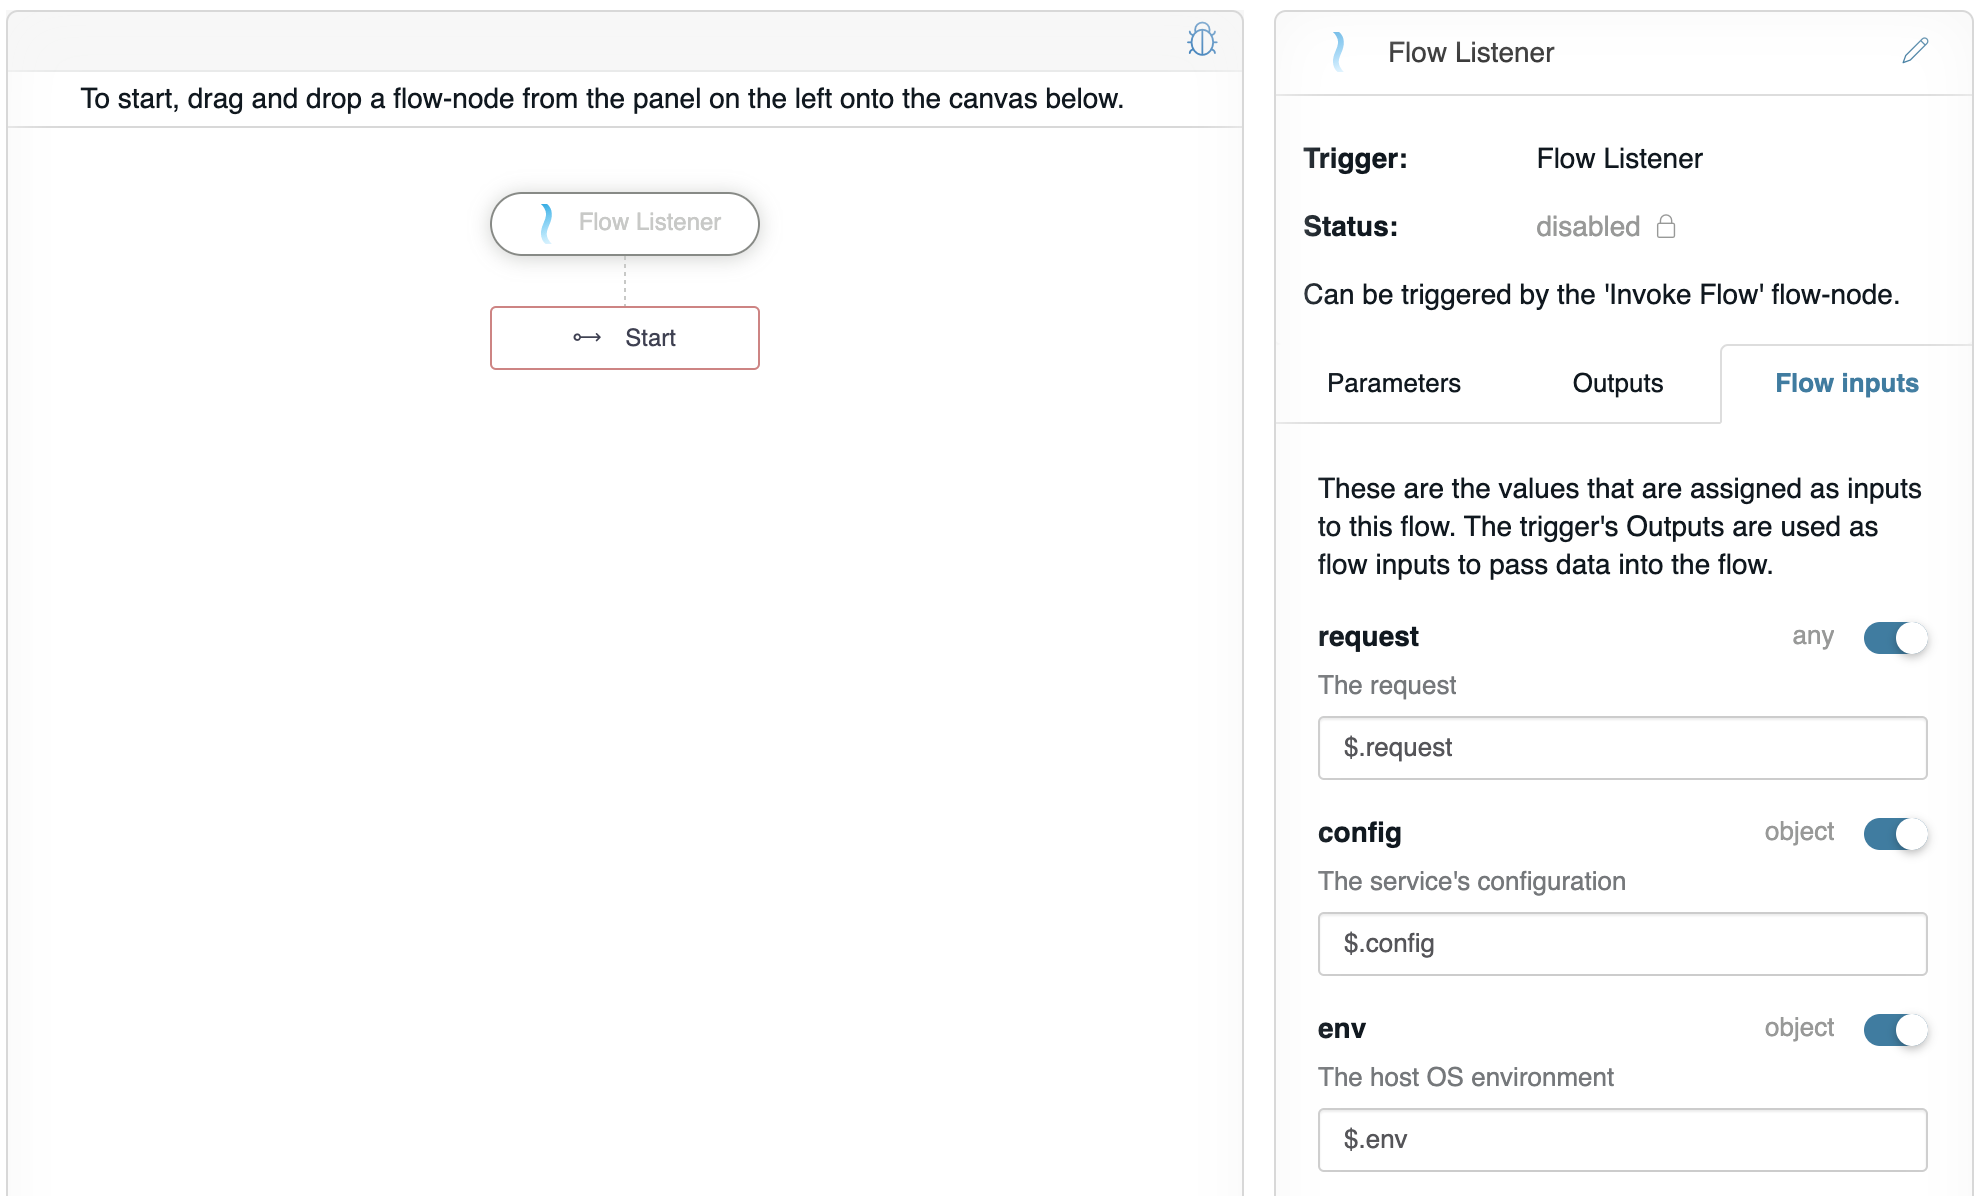 To start, drag and drop a flow-node from the panel on the left onto the canvas below.
Flow Listener
Start
Flow Listener
Trigger: Flow Listener
Status: disabled
Can be triggered by the 'Invoke Flow' flow-node.
Parameters Outputs Flow inputs
These are the values that are assigned as inputs
to this flow. The trigger's Outputs are used as
flow inputs to pass data into the flow.
request any
The request
$.request
config object
The service's configuration
$.config
env object
The host OS environment
$.env